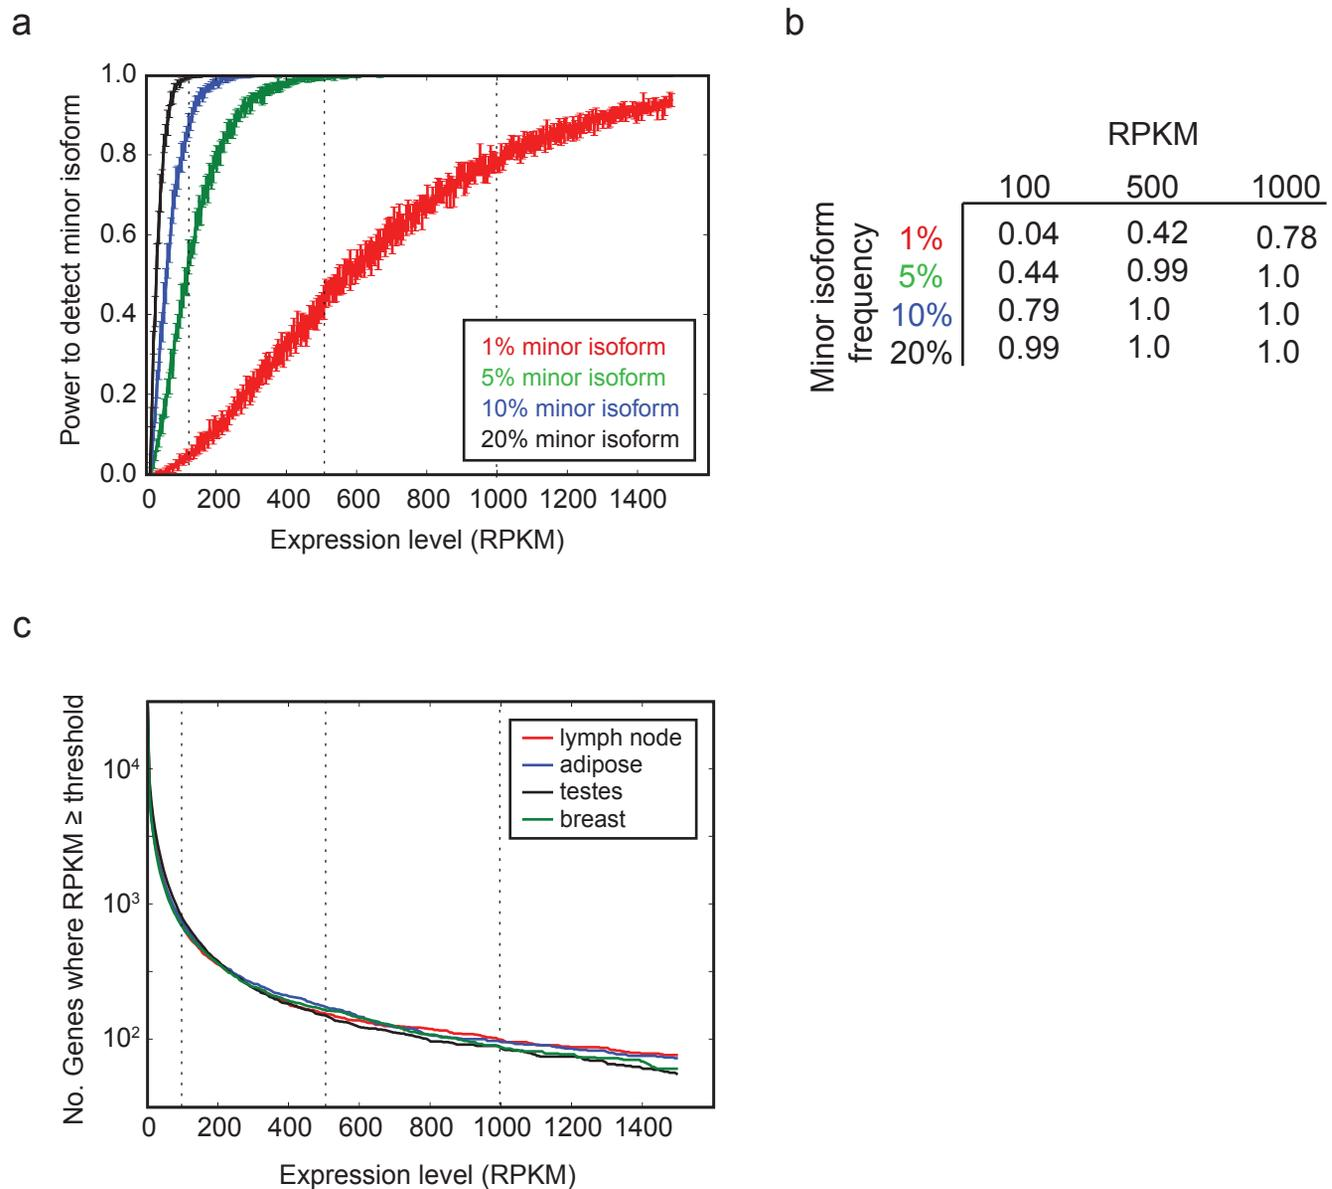 a
1.0
0.8
0.6
0.4
0.2
0.0
Power to detect minor isoform
1% minor isoform
5% minor isoform
10% minor isoform
20% minor isoform
0 200 400 600 800 1000 1200 1400
Expression level (RPKM)
b
RPKM
100 500 1000
Minor isoform
frequency
1% 0.04 0.42 0.78
5% 0.44 0.99 1.0
10% 0.79 1.0 1.0
20% 0.99 1.0 1.0
c
No. Genes where RPKM ≥ threshold
10⁴
10³
10²
lymph node
adipose
testes
breast
0 200 400 600 800 1000 1200 1400
Expression level (RPKM)